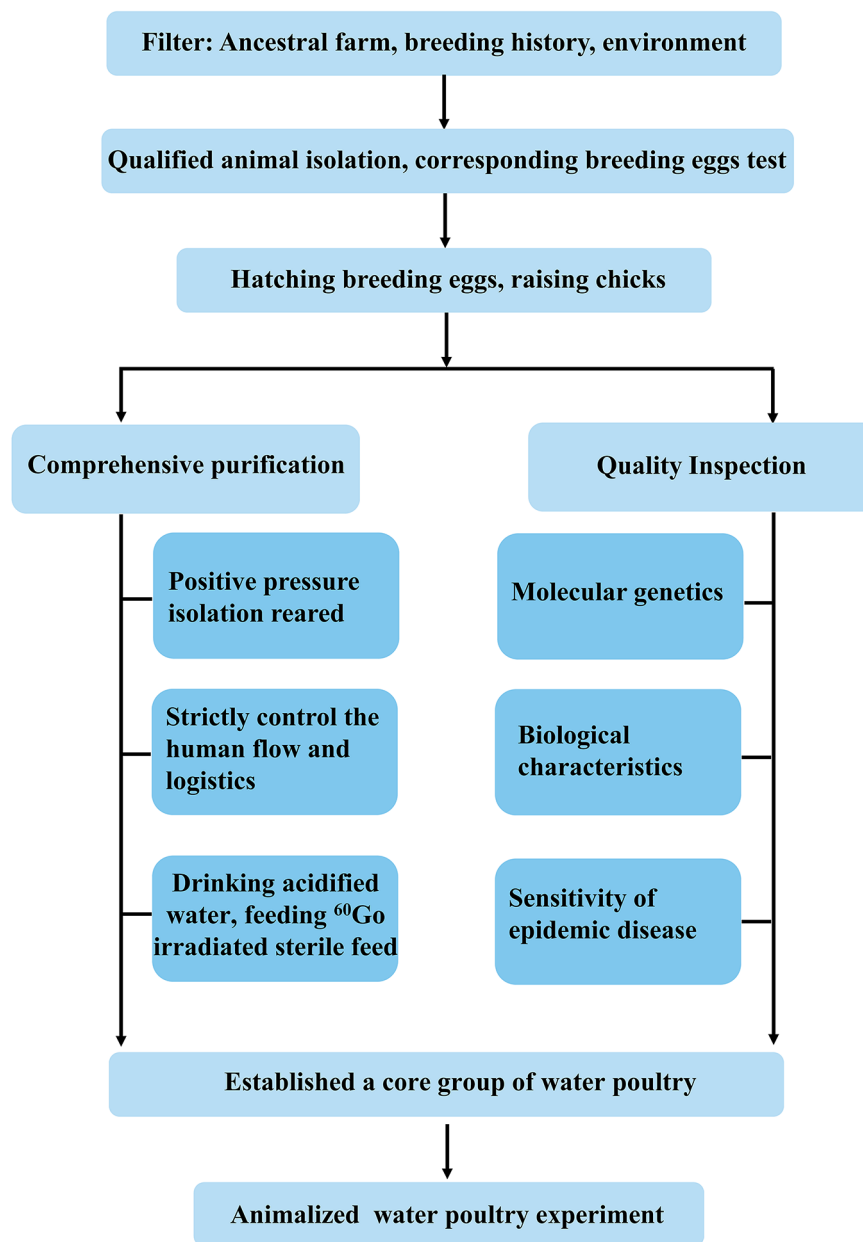 Filter: Ancestral farm, breeding history, environment
Qualified animal isolation, corresponding breeding eggs test
Hatching breeding eggs, raising chicks
Comprehensive purification
Positive pressure
isolation reared
Strictly control the
human flow and
logistics
Drinking acidified
water, feeding ⁶⁰Go
irradiated sterile feed
Quality Inspection
Molecular genetics
Biological
characteristics
Sensitivity of
epidemic disease
Established a core group of water poultry
Animalized water poultry experiment